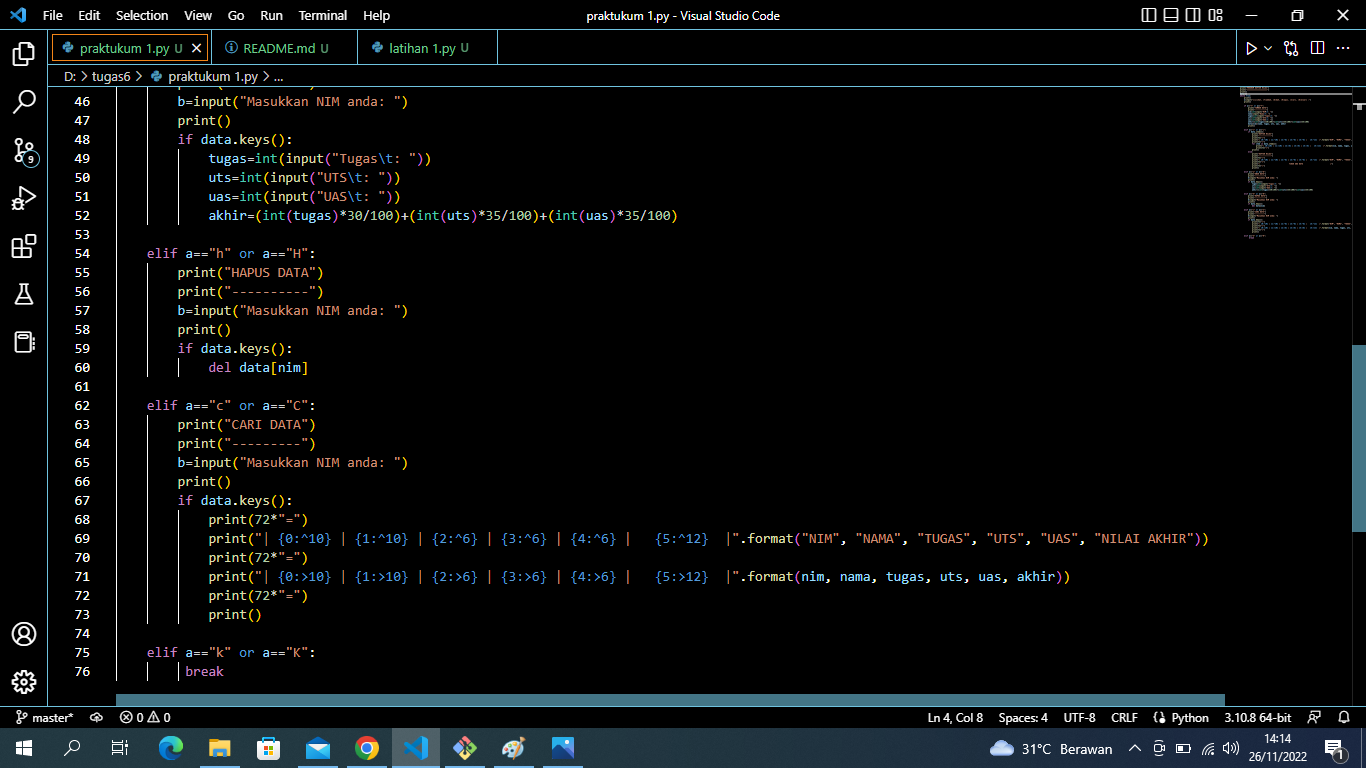 File Edit Selection View Go Run Terminal Help praktukum 1.py - Visual Studio Code
praktukum 1.py U README.md U latihan 1.py U
D: > tugas6 > praktukum 1.py > ...
46 b=input("Masukkan NIM anda: ")
47 print()
48 if data.keys():
49 tugas=int(input("Tugas\t: "))
50 uts=int(input("UTS\t: "))
51 uas=int(input("UAS\t: "))
52 akhir=(int(tugas)*30/100)+(int(uts)*35/100)+(int(uas)*35/100)
53
54 elif a=="h" or a=="H":
55 print("HAPUS DATA")
56 print("----------")
57 b=input("Masukkan NIM anda: ")
58 print()
59 if data.keys():
60 del data[nim]
61
62 elif a=="c" or a=="C":
63 print("CARI DATA")
64 print("---------")
65 b=input("Masukkan NIM anda: ")
66 print()
67 if data.keys():
68 print(72*"=")
69 print("| {0:^10} | {1:^10} | {2:^6} | {3:^6} | {4:^6} |   {5:^12}  |".format("NIM", "NAMA", "TUGAS", "UTS", "UAS", "NILAI AKHIR"))
70 print(72*"=")
71 print("| {0:>10} | {1:>10} | {2:>6} | {3:>6} | {4:>6} |   {5:>12}  |".format(nim, nama, tugas, uts, uas, akhir))
72 print(72*"=")
73 print()
74
75 elif a=="k" or a=="K":
76 break
9
master* 0 0 Ln 4, Col 8 Spaces: 4 UTF-8 CRLF Python 3.10.8 64-bit
31°C Berawan 14:14
26/11/2022
1